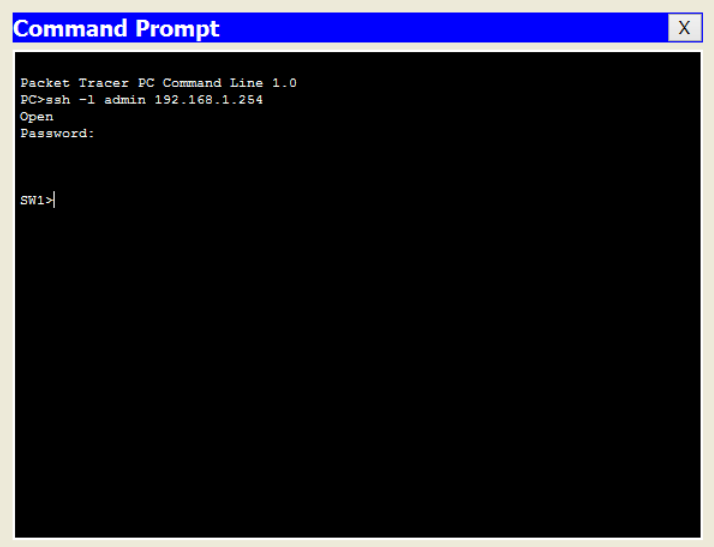 Command Prompt
X
Packet Tracer PC Command Line 1.0
PC>ssh -l admin 192.168.1.254
Open
Password:
SW1>